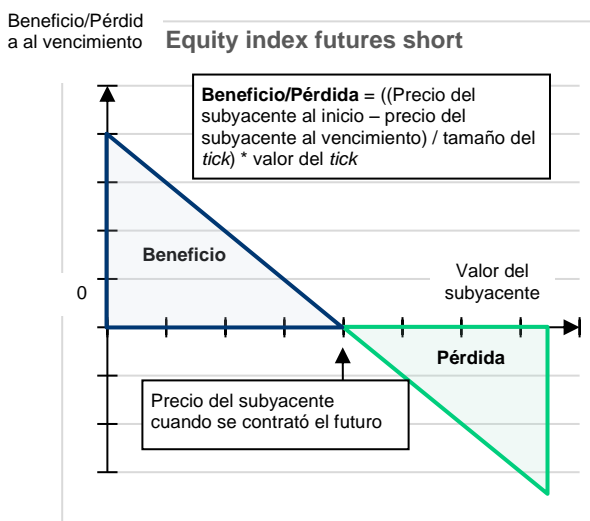 Beneficio/Pérdid
a al vencimiento
Equity index futures short
Beneficio/Pérdida = ((Precio del
subyacente al inicio – precio del
subyacente al vencimiento) / tamaño del
tick) * valor del tick
Beneficio
Valor del
subyacente
0
Pérdida
Precio del subyacente
cuando se contrató el futuro